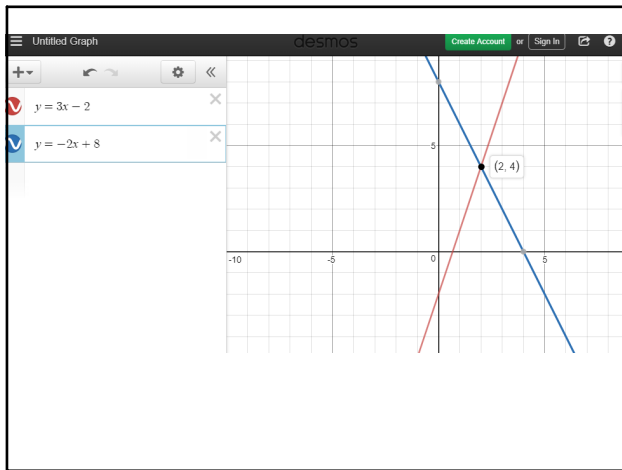 Untitled Graph
desmos
Create Account or Sign In
y = 3x − 2
y = −2x + 8
5
(2, 4)
-10
-5
0
5